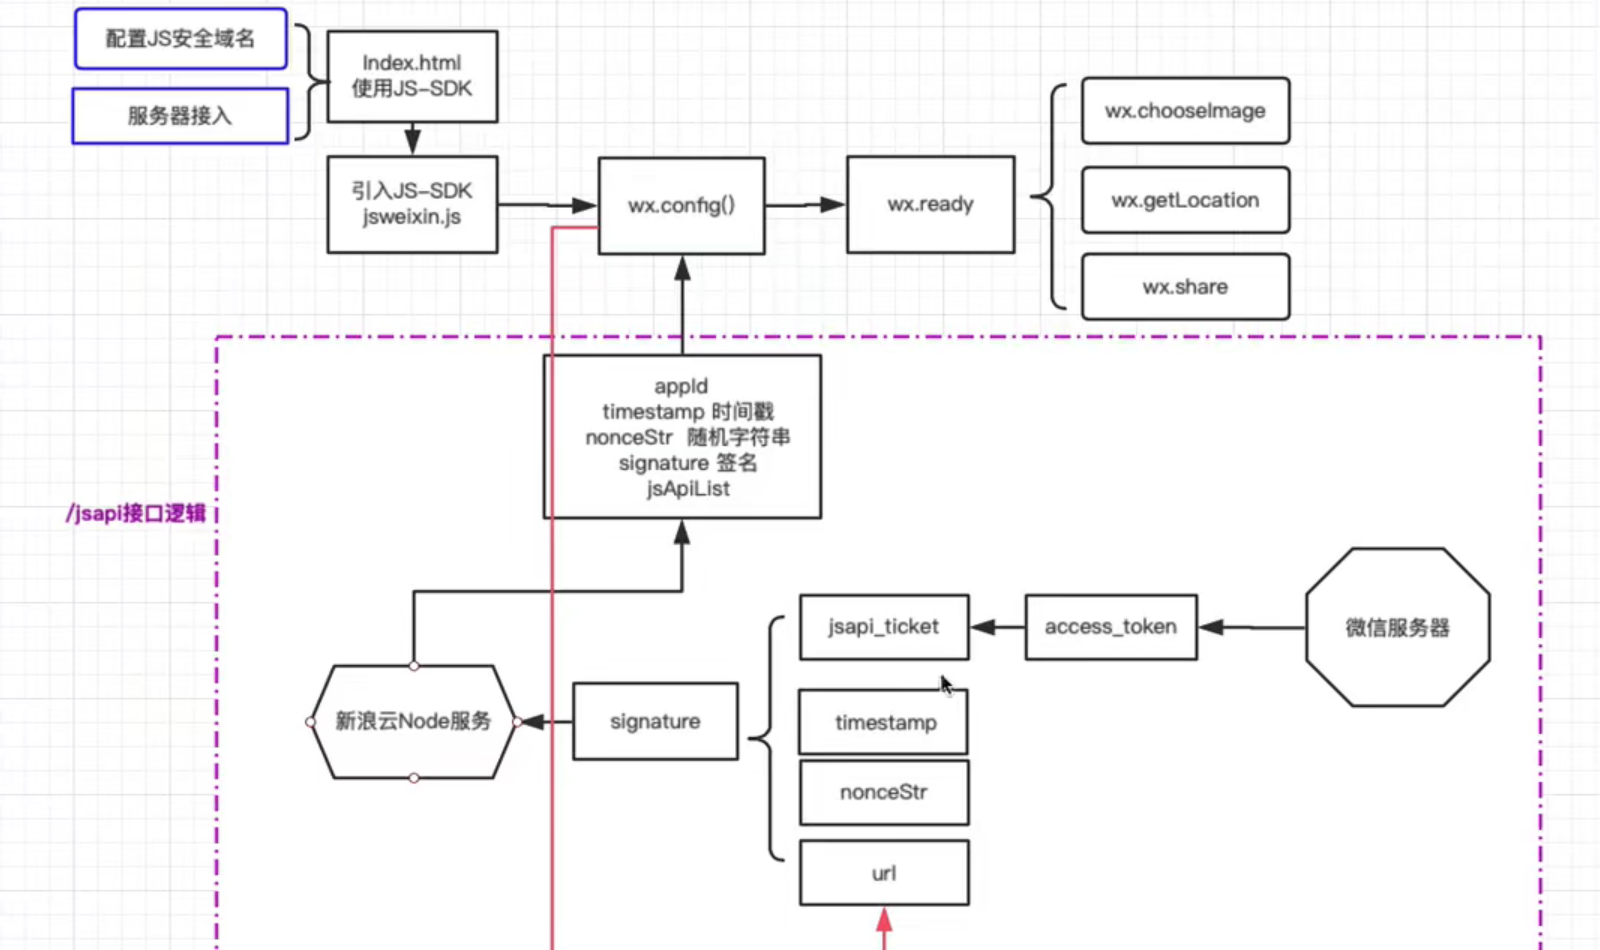 配置JS安全域名
服务器接入
Index.html
使用JS-SDK
引入JS-SDK
jsweixin.js
wx.config()
wx.ready
wx.chooseImage
wx.getLocation
wx.share
appId
timestamp 时间戳
nonceStr 随机字符串
signature 签名
jsApiList
/jsapi接口逻辑
jsapi_ticket
access_token
微信服务器
新浪云Node服务
signature
timestamp
nonceStr
url